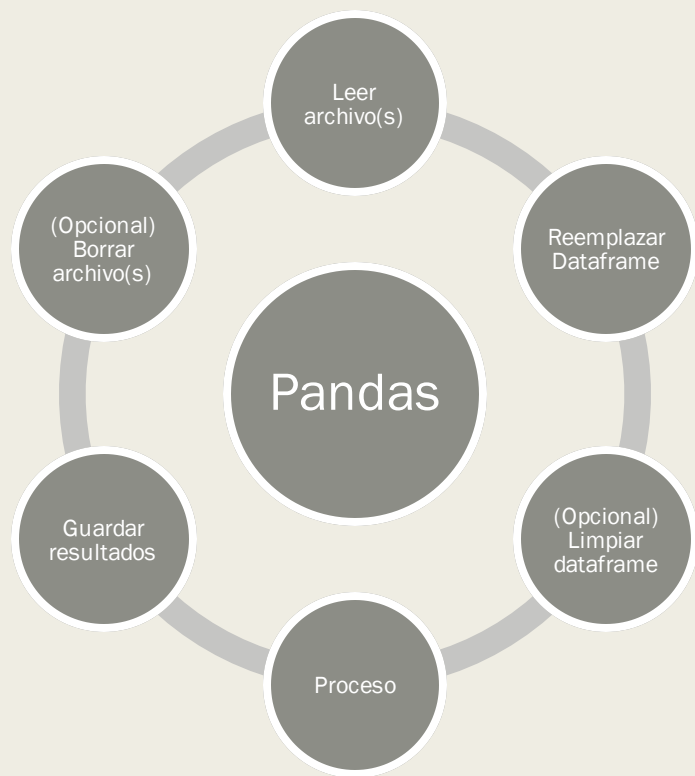 Leer
archivo(s)
Reemplazar
Dataframe
(Opcional)
Limpiar
dataframe
Proceso
Guardar
resultados
(Opcional)
Borrar
archivo(s)
Pandas